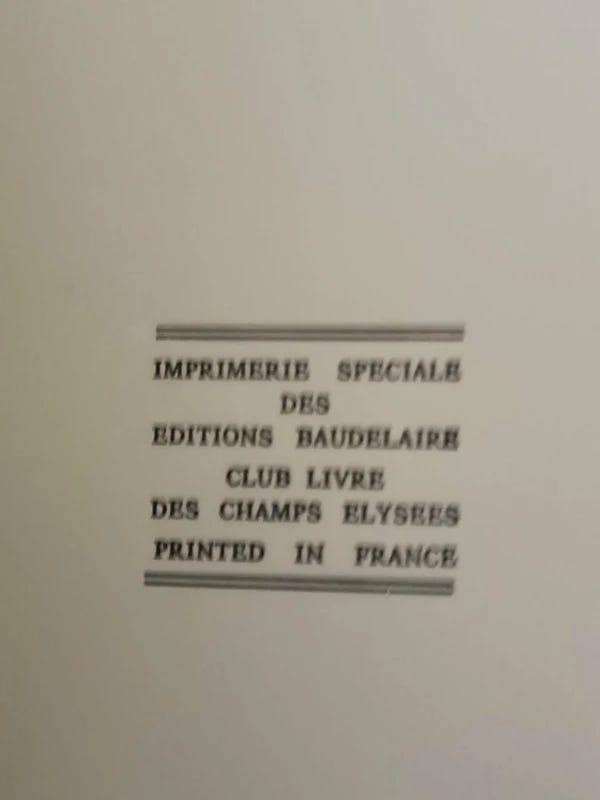 IMPRIMERIE SPECIALE
DES
EDITIONS BAUDELAIRE
CLUB LIVRE
DES CHAMPS ELYSEES
PRINTED IN FRANCE